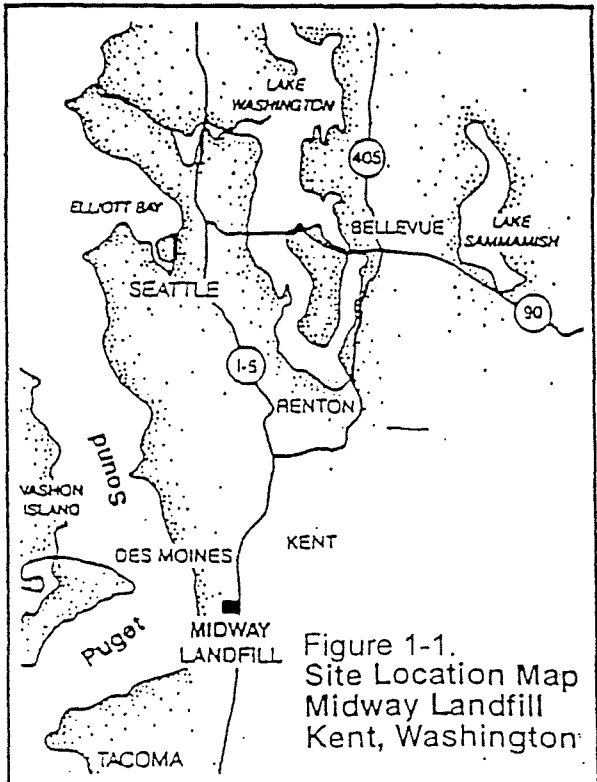 LAKE
WASHINGTON
405
ELLIOTT BAY
BELLEVUE
LAKE
SAMMAMISH
SEATTLE
90
I-5
RENTON
Sound
VASHON
ISLAND
KENT
DES MOINES
Puget
MIDWAY
LANDFILL
Figure 1-1.
Site Location Map
Midway Landfill
Kent, Washington
TACOMA